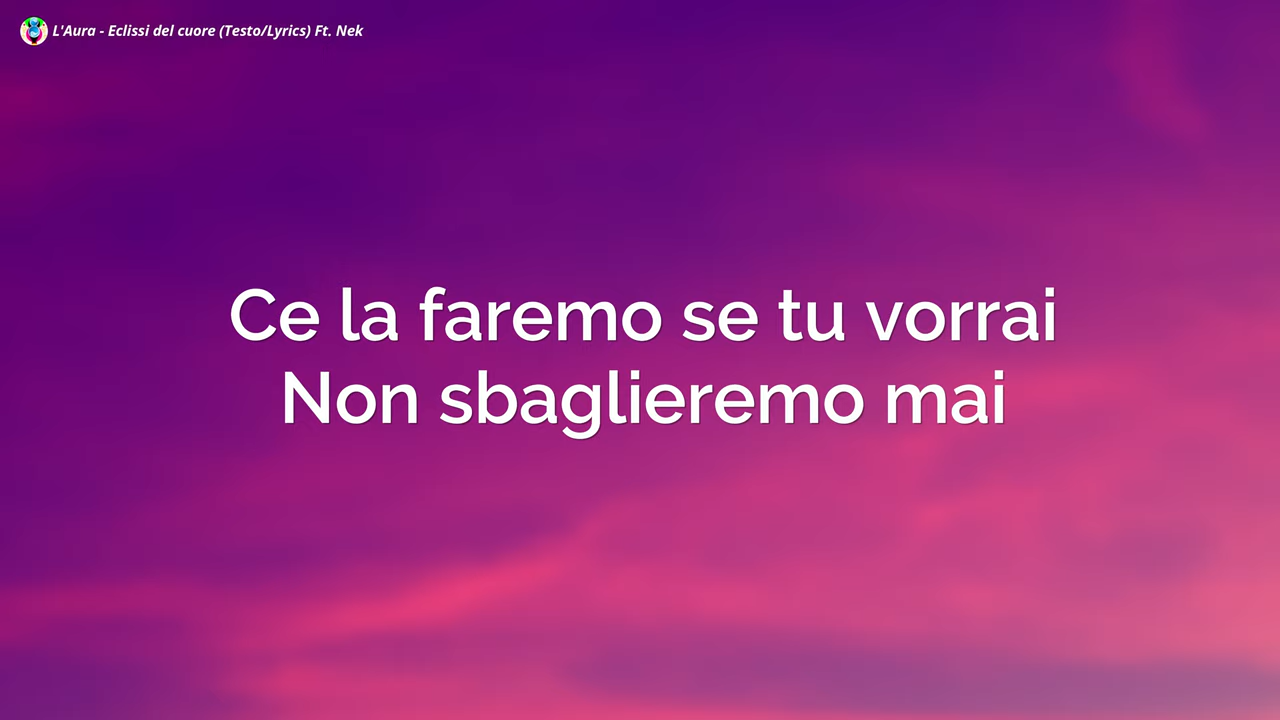 L'Aura - Eclissi del cuore (Testo/Lyrics) Ft. Nek
Ce la faremo se tu vorrai
Non sbaglieremo mai